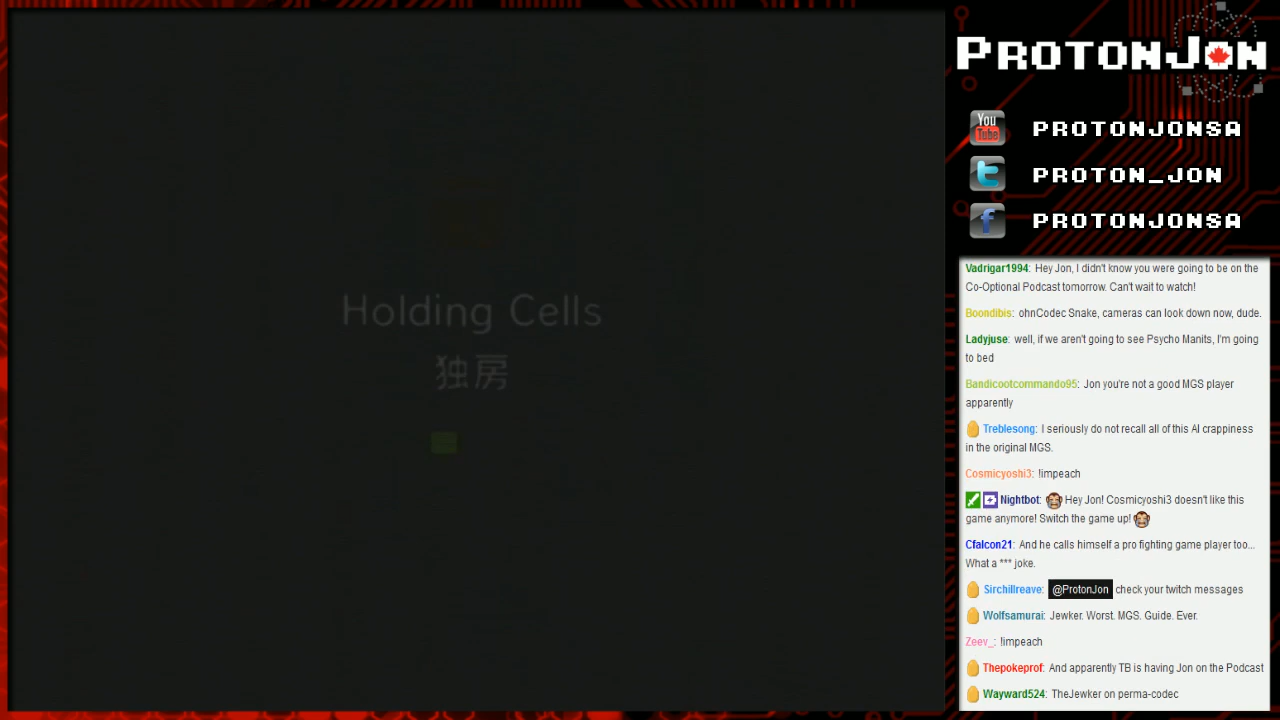 Holding Cells
独房
PROTONJON
YouTube
PROTONJONSA
PROTON_JON
PROTONJONSA
Vadrigar1994: Hey Jon, I didn't know you were going to be on the
Co-Optional Podcast tomorrow. Can't wait to watch!
Boondibis: ohnCodec Snake, cameras can look down now, dude.
Ladyjuse: well, if we aren't going to see Psycho Manits, I'm going
to bed
Bandicootcommando95: Jon you're not a good MGS player
apparently
Treblesong: I seriously do not recall all of this AI crappiness
in the original MGS.
Cosmicyoshi3: !impeach
Nightbot: Hey Jon! Cosmicyoshi3 doesn't like this
game anymore! Switch the game up!
Cfalcon21: And he calls himself a pro fighting game player too...
What a *** joke.
Sirchillreave: @ProtonJon check your twitch messages
Wolfsamurai: Jewker. Worst. MGS. Guide. Ever.
Zeev_: !impeach
Thepokeprof: And apparently TB is having Jon on the Podcast
Wayward524: TheJewker on perma-codec